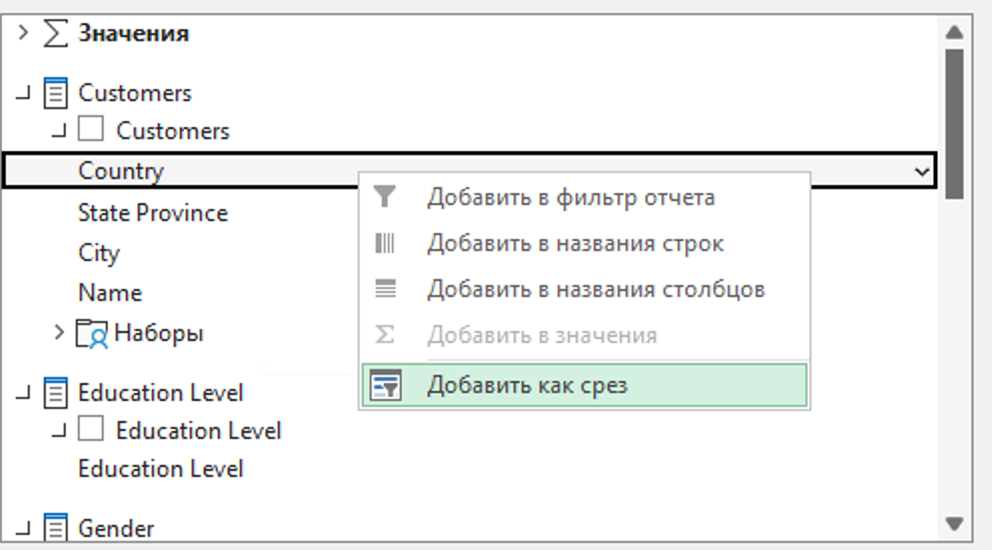 Значения
Customers
Customers
Country
Добавить в фильтр отчета
State Province
Добавить в названия строк
City
Добавить в названия столбцов
Name
Наборы
Добавить в значения
Education Level
Добавить как срез
Education Level
Education Level
Gender